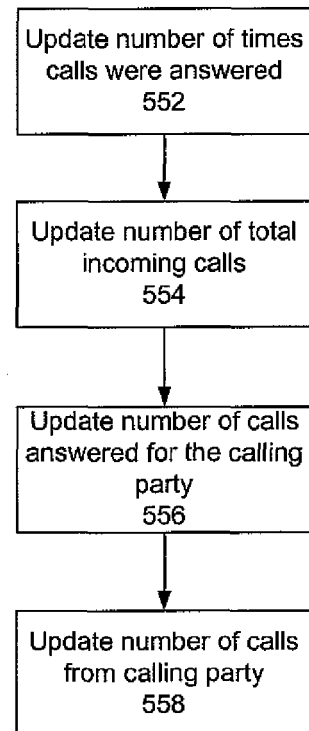 Update number of times
calls were answered
552
Update number of total
incoming calls
554
Update number of calls
answered for the calling
party
556
Update number of calls
from calling party
558